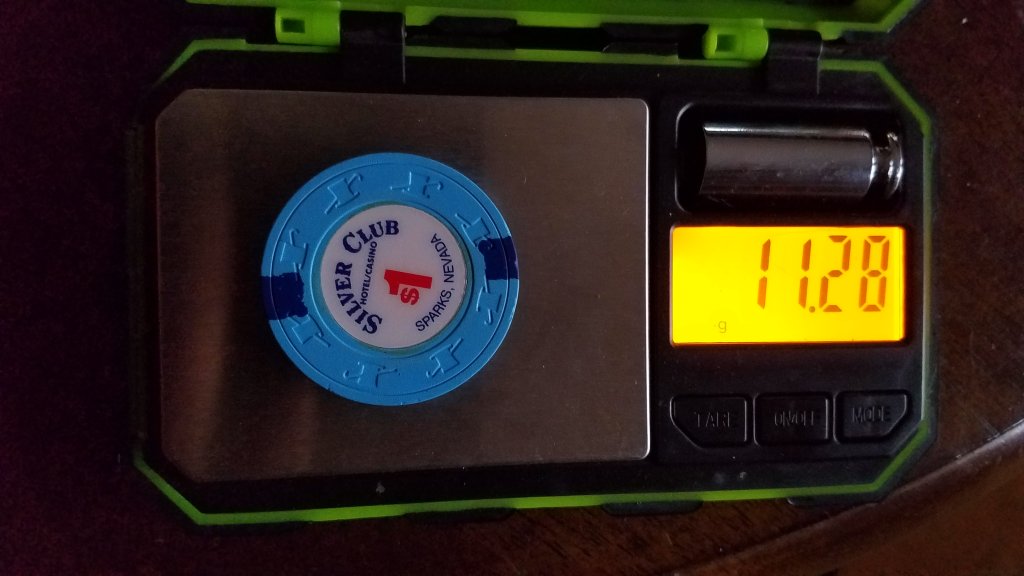 SILVER CLUB
HOTEL/CASINO
$1
SPARKS, NEVADA
11.28
g
TARE
ON/OFF
MODE